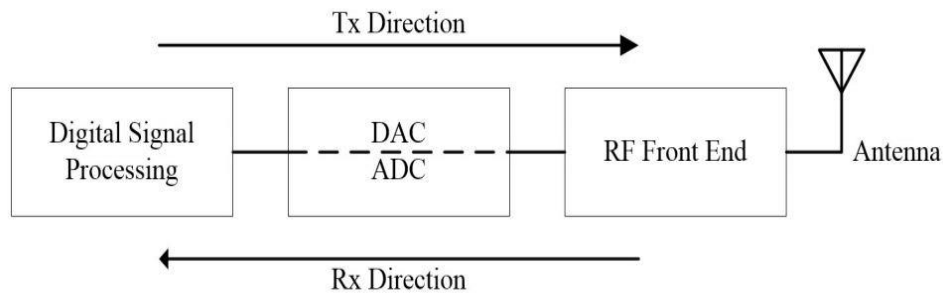 Tx Direction
Digital Signal
Processing
DAC
ADC
RF Front End
Antenna
Rx Direction